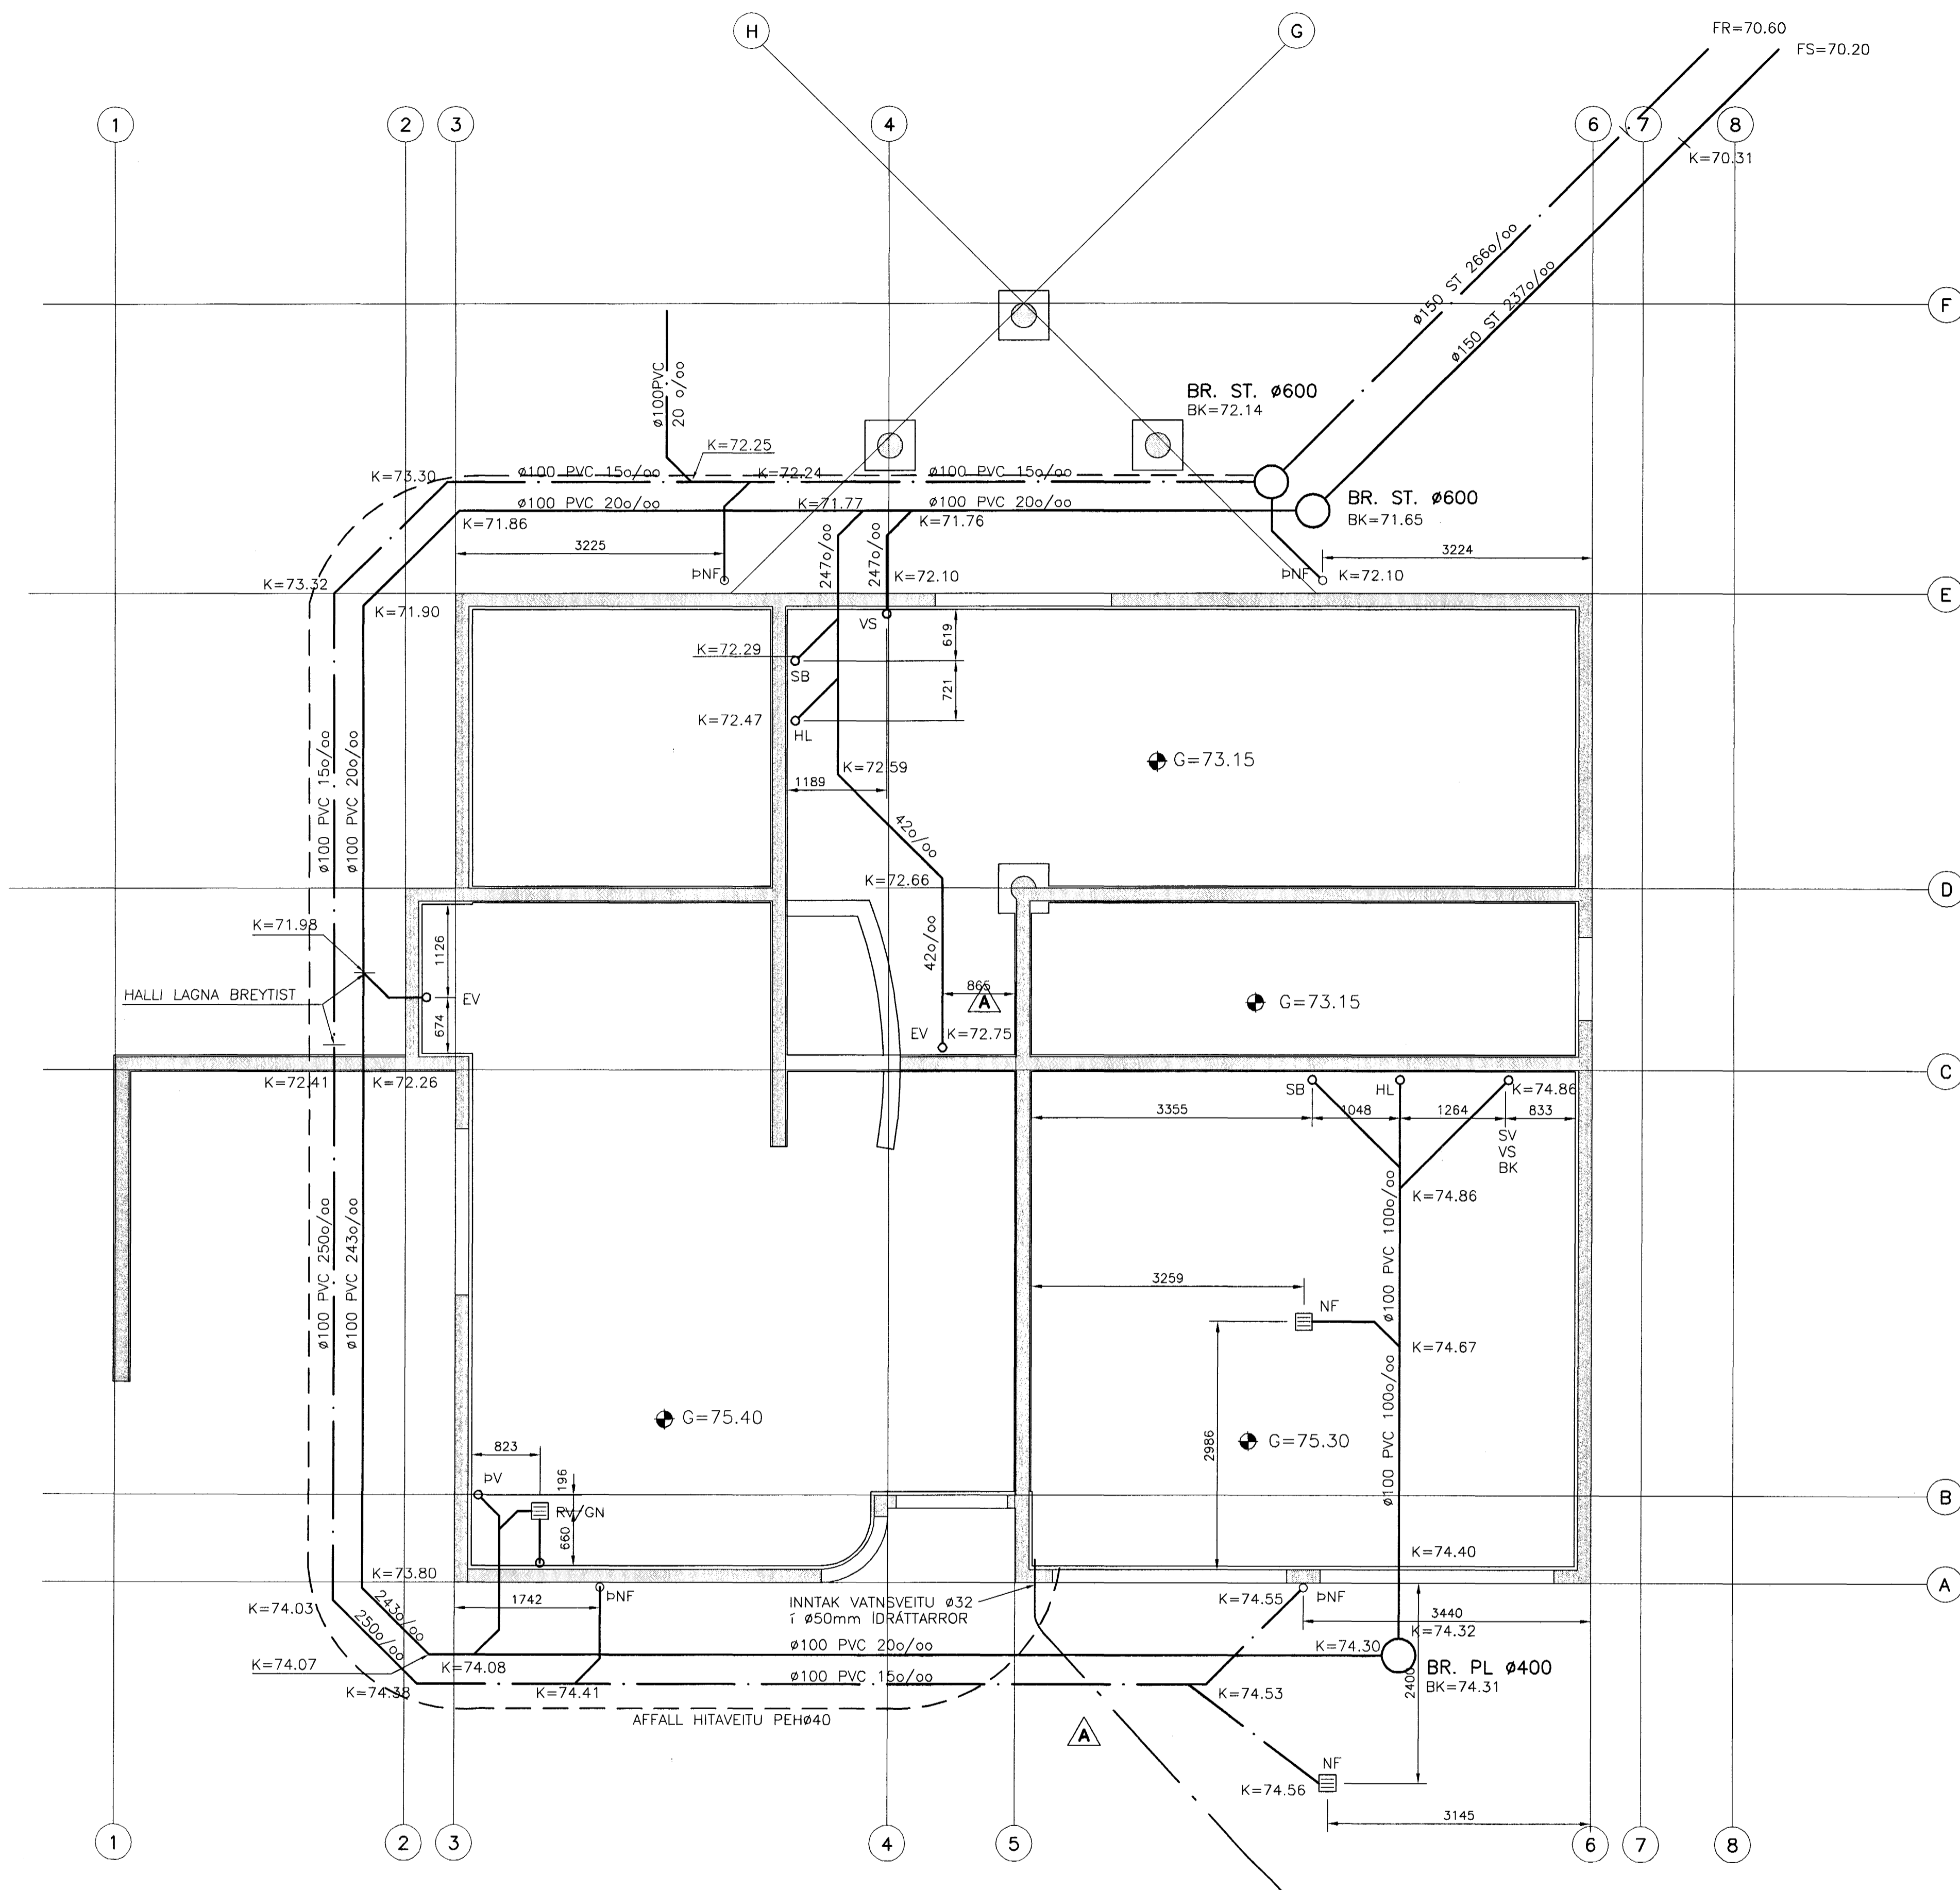 H
G
FR=70.60
FS=70.20
1
2
3
4
6
7
8
K=70.31
ø150 ST 266o/oo
ø150 ST 237o/oo
F
ø100PVC
20 o/oo
BR. ST. ø600
BK=72.14
K=72.25
K=73.30
ø100 PVC 15o/oo
K=72.24
ø100 PVC 15o/oo
ø100 PVC 20o/oo
K=71.77
ø100 PVC 20o/oo
BR. ST. ø600
BK=71.65
K=71.86
K=71.76
3225
247o/oo
247o/oo
3224
K=73.32
ÞNF
K=72.10
ÞNF
K=72.10
E
K=71.90
VS
619
K=72.29
SB
721
K=72.47
HL
G=73.15
K=72.59
1189
ø100 PVC 15o/oo
ø100 PVC 20o/oo
42o/oo
K=72.66
D
K=71.98
1126
42o/oo
HALLI LAGNA BREYTIST
EV
674
865
A
G=73.15
EV
K=72.75
K=72.41
K=72.26
C
SB
HL
K=74.86
3355
1048
1264
833
SV
VS
BK
K=74.86
ø100 PVC 250o/oo
ø100 PVC 243o/oo
ø100 PVC 100o/oo
3259
NF
K=74.67
G=75.40
2986
G=75.30
ø100 PVC 100o/oo
823
ÞV
196
RV/GN
660
B
K=74.40
K=73.80
A
K=74.03
243o/oo
250o/oo
1742
ÞNF
INNTAK VATNSVEITU ø32
í ø50mm ÍDRÁTTARRÖR
K=74.55
ÞNF
3440
K=74.32
K=74.07
K=74.08
ø100 PVC 20o/oo
K=74.30
BR. PL ø400
BK=74.31
2400
K=74.38
K=74.41
ø100 PVC 15o/oo
K=74.53
AFFALL HITAVEITU PEHø40
A
NF
K=74.56
3145
1
2
3
4
5
6
7
8